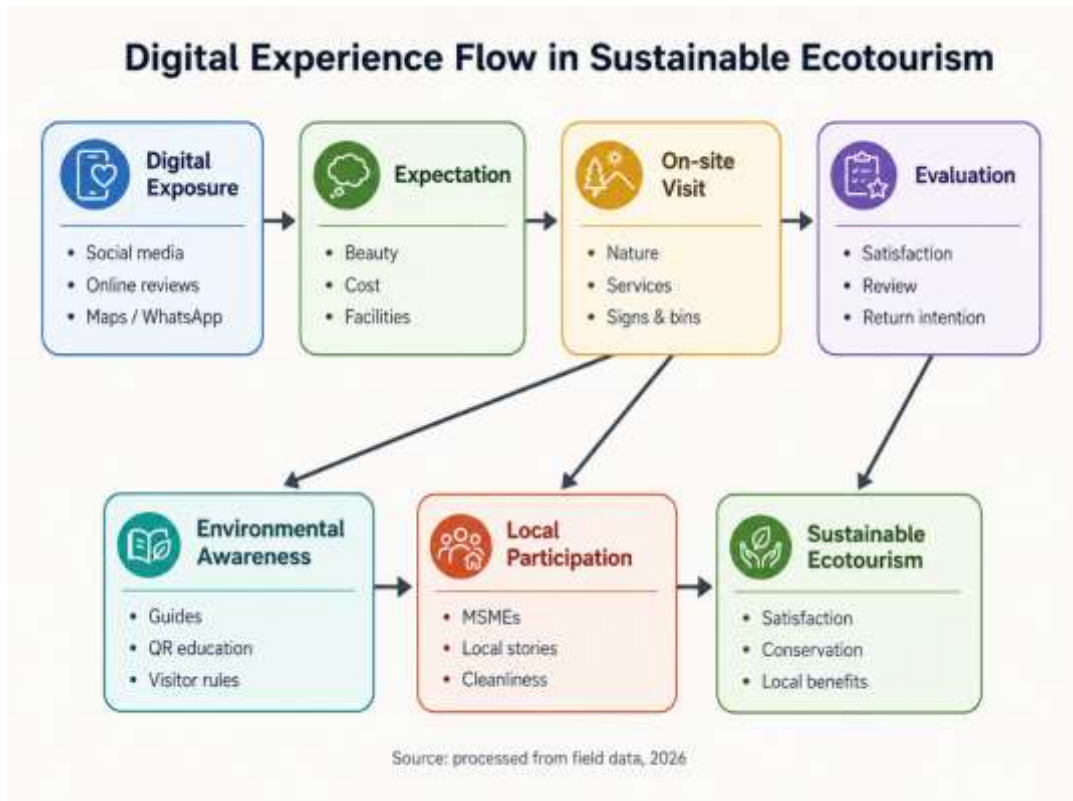 Digital Experience Flow in Sustainable Ecotourism
Digital
Exposure
• Social media
• Online reviews
• Maps / WhatsApp
Expectation
• Beauty
• Cost
• Facilities
On-site
Visit
• Nature
• Services
• Signs & bins
Evaluation
• Satisfaction
• Review
• Return intention
Environmental
Awareness
• Guides
• QR education
• Visitor rules
Local
Participation
• MSMEs
• Local stories
• Cleanliness
Sustainable
Ecotourism
• Satisfaction
• Conservation
• Local benefits
Source: processed from field data, 2026